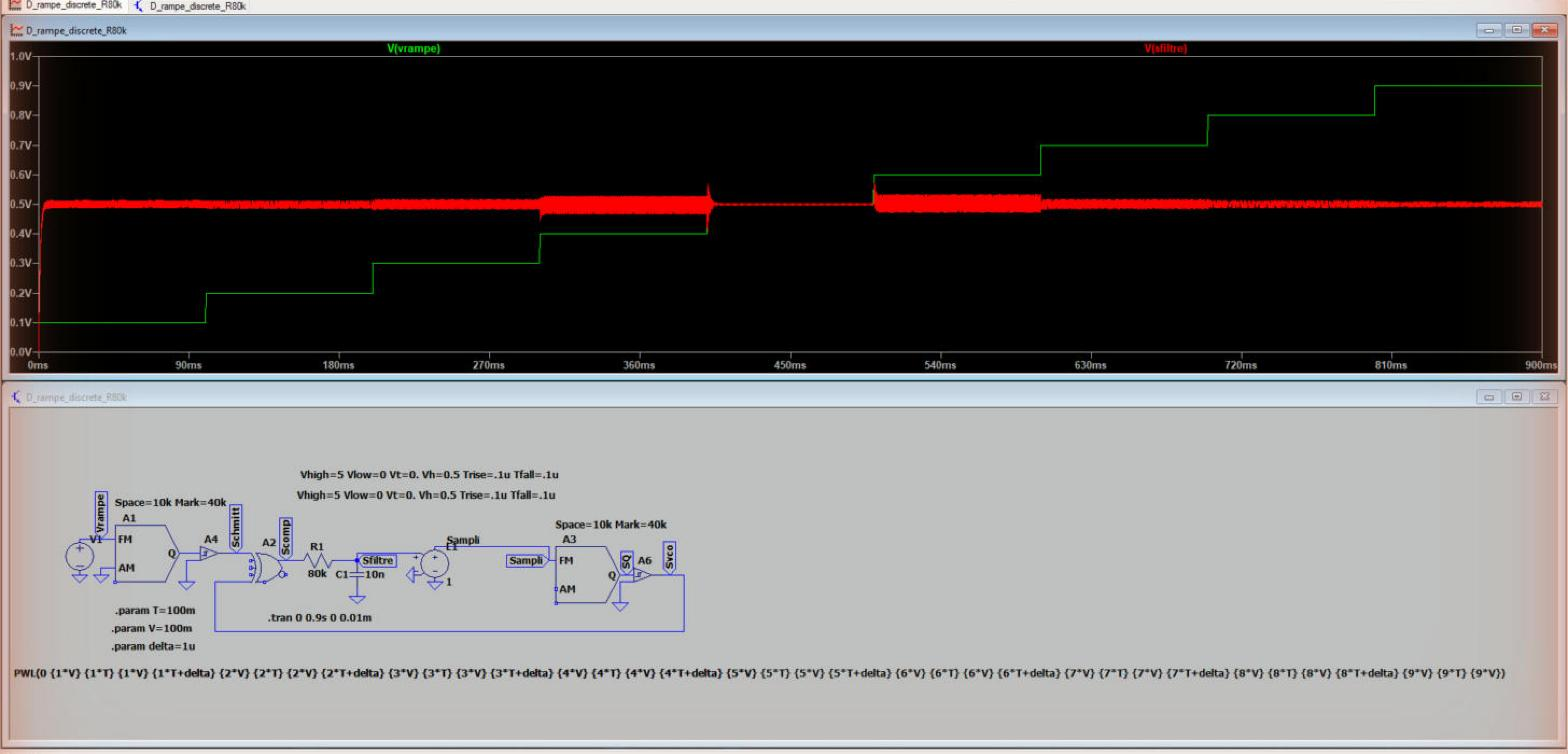 D_rampe_discrete_R80k D_rampe_discrete_R80k
D_rampe_discrete_R80k
V(vrampe) V(sfiltre)
1.0V
0.9V
0.8V
0.7V
0.6V
0.5V
0.4V
0.3V
0.2V
0.1V
0.0V
0ms 90ms 180ms 270ms 360ms 450ms 540ms 630ms 720ms 810ms 900ms
D_rampe_discrete_R80k
Vhigh=5 Vlow=0 Vt=0. Vh=0.5 Trise=.1u Tfall=.1u
Vhigh=5 Vlow=0 Vt=0. Vh=0.5 Trise=.1u Tfall=.1u
Vrampe
V1
Space=10k Mark=40k
A1
FM
AM
Q
A4
Schmitt
A2
Scomp
R1
80k
C1
10n
Sfiltre
Sampli
E1
1
Sampli
Space=10k Mark=40k
A3
FM
AM
Q
SQ
A6
Svco
.param T=100m
.param V=100m
.param delta=1u
.tran 0 0.9s 0 0.01m
PWL(0 {1*V} {1*T} {1*V} {1*T+delta} {2*V} {2*T} {2*V} {2*T+delta} {3*V} {3*T} {3*V} {3*T+delta} {4*V} {4*T} {4*V} {4*T+delta} {5*V} {5*T} {5*V} {5*T+delta} {6*V} {6*T} {6*V} {6*T+delta} {7*V} {7*T} {7*V} {7*T+delta} {8*V} {8*T} {8*V} {8*T+delta} {9*V} {9*T} {9*V})